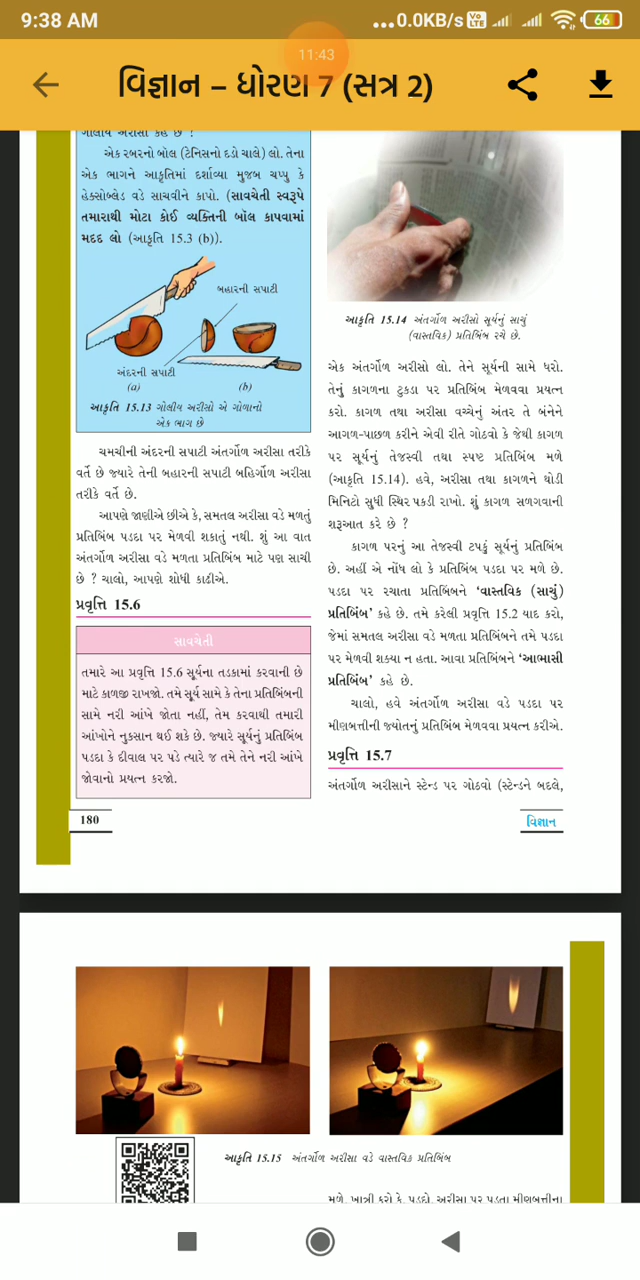 9:38 AM
...0.0KB/s Vo LTE 66
11:43
વિજ્ઞાન – ધોરણ 7 (સત્ર 2)
ગોલીય અરીસા કહે છે ?
એક રબરનો બૉલ (ટેનિસનો દડો ચાલે) લો. તેના
એક ભાગને આકૃતિમાં દર્શાવ્યા મુજબ ચપ્પુ કે
હેક્સોબ્લેડ વડે સાચવીને કાપો. (સાવચેતી સ્વરૂપે
તમારાથી મોટા કોઈ વ્યક્તિની બૉલ કાપવામાં
મદદ લો (આકૃતિ 15.3 (b)).
બહારની સપાટી
અંદરની સપાટી
(a)
(b)
આકૃતિ 15.13 ગોલીય અરીસો એ ગોળાનો
એક ભાગ છે
ચમચીની અંદરની સપાટી અંતર્ગોળ અરીસા તરીકે
વર્તે છે જ્યારે તેની બહારની સપાટી બહિર્ગોળ અરીસા
તરીકે વર્તે છે.
આપણે જાણીએ છીએ કે, સમતલ અરીસા વડે મળતું
પ્રતિબિંબ પડદા પર મેળવી શકાતું નથી. શું આ વાત
અંતર્ગોળ અરીસા વડે મળતા પ્રતિબિંબ માટે પણ સાચી
છે ? ચાલો, આપણે શોધી કાઢીએ.
પ્રવૃત્તિ 15.6
સાવચેતી
તમારે આ પ્રવૃત્તિ 15.6 સૂર્યના તડકામાં કરવાની છે
માટે કાળજી રાખજો. તમે સૂર્ય સામે કે તેના પ્રતિબિંબની
સામે નરી આંખે જોતા નહીં, તેમ કરવાથી તમારી
આંખોને નુકસાન થઈ શકે છે. જ્યારે સૂર્યનું પ્રતિબિંબ
પડદા કે દીવાલ પર પડે ત્યારે જ તમે તેને નરી આંખે
જોવાનો પ્રયત્ન કરજો.
180
આકૃતિ 15.14 અંતર્ગોળ અરીસો સૂર્યનું સાચું
(વાસ્તવિક) પ્રતિબિંબ રચે છે.
એક અંતર્ગોળ અરીસો લો. તેને સૂર્યની સામે ધરો.
તેનું કાગળના ટુકડા પર પ્રતિબિંબ મેળવવા પ્રયત્ન
કરો. કાગળ તથા અરીસા વચ્ચેનું અંતર તે બંનેને
આગળ-પાછળ કરીને એવી રીતે ગોઠવો કે જેથી કાગળ
પર સૂર્યનું તેજસ્વી તથા સ્પષ્ટ પ્રતિબિંબ મળે
(આકૃતિ 15.14). હવે, અરીસા તથા કાગળને થોડી
મિનિટો સુધી સ્થિર પકડી રાખો. શું કાગળ સળગવાની
શરૂઆત કરે છે ?
કાગળ પરનું આ તેજસ્વી ટપકું સૂર્યનું પ્રતિબિંબ
છે. અહીં એ નોંધ લો કે પ્રતિબિંબ પડદા પર મળે છે.
પડદા પર રચાતા પ્રતિબિંબને ‘વાસ્તવિક (સાચું)
પ્રતિબિંબ’ કહે છે. તમે કરેલી પ્રવૃત્તિ 15.2 યાદ કરો,
જેમાં સમતલ અરીસા વડે મળતા પ્રતિબિંબને તમે પડદા
પર મેળવી શક્યા ન હતા. આવા પ્રતિબિંબને ‘આભાસી
પ્રતિબિંબ’ કહે છે.
ચાલો, હવે અંતર્ગોળ અરીસા વડે પડદા પર
મીણબત્તીની જ્યોતનું પ્રતિબિંબ મેળવવા પ્રયત્ન કરીએ.
પ્રવૃત્તિ 15.7
અંતર્ગોળ અરીસાને સ્ટેન્ડ પર ગોઠવો (સ્ટેન્ડને બદલે,
વિજ્ઞાન
આકૃતિ 15.15 અંતર્ગોળ અરીસા વડે વાસ્તવિક પ્રતિબિંબ
મળે. ખાત્રી કરો કે, પડદો, અરીસા પર પડતા મીણબત્તીના